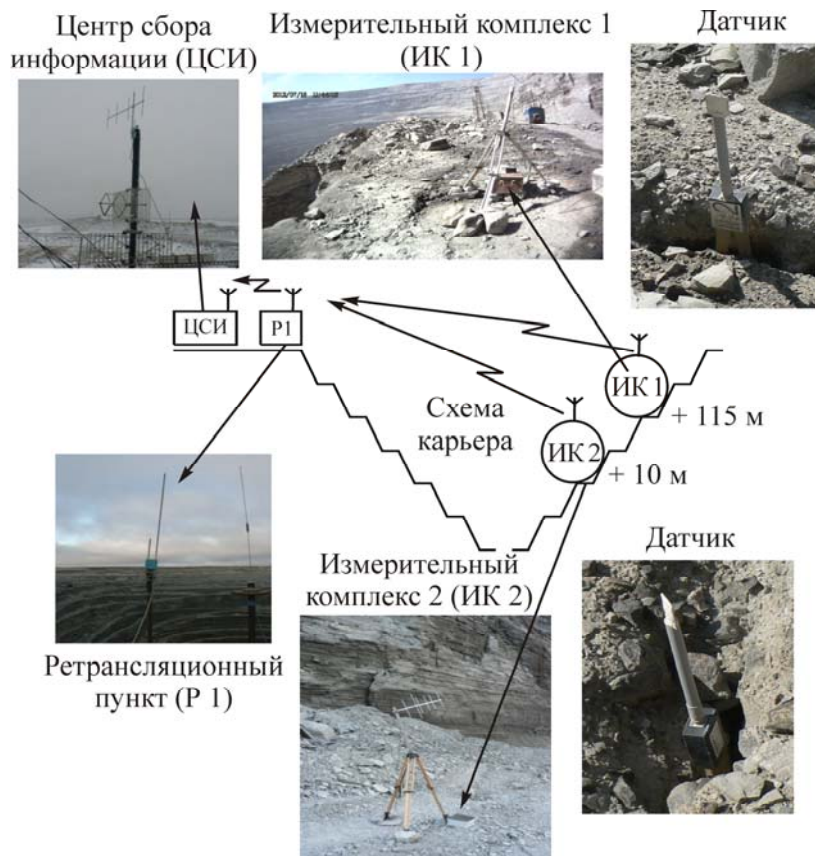 Центр сбора
информации (ЦСИ)
Измерительный комплекс 1
(ИК 1)
Датчик
ЦСИ
Р1
ИК 1
Схема
карьера
+ 115 м
ИК 2
+ 10 м
Датчик
Измерительный
комплекс 2 (ИК 2)
Ретрансляционный
пункт (Р 1)